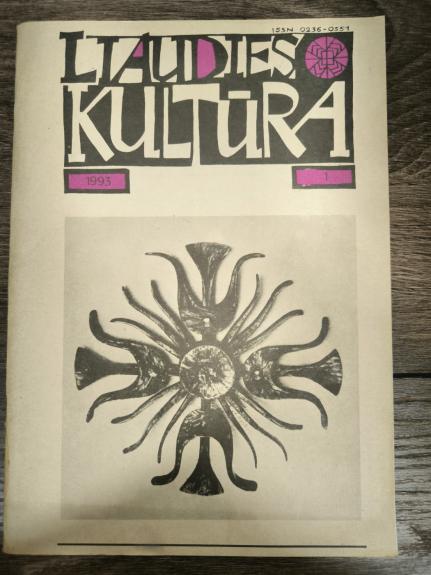 ISSN 0236-0551
LIAUDIES
KULTŪRA
1993
1